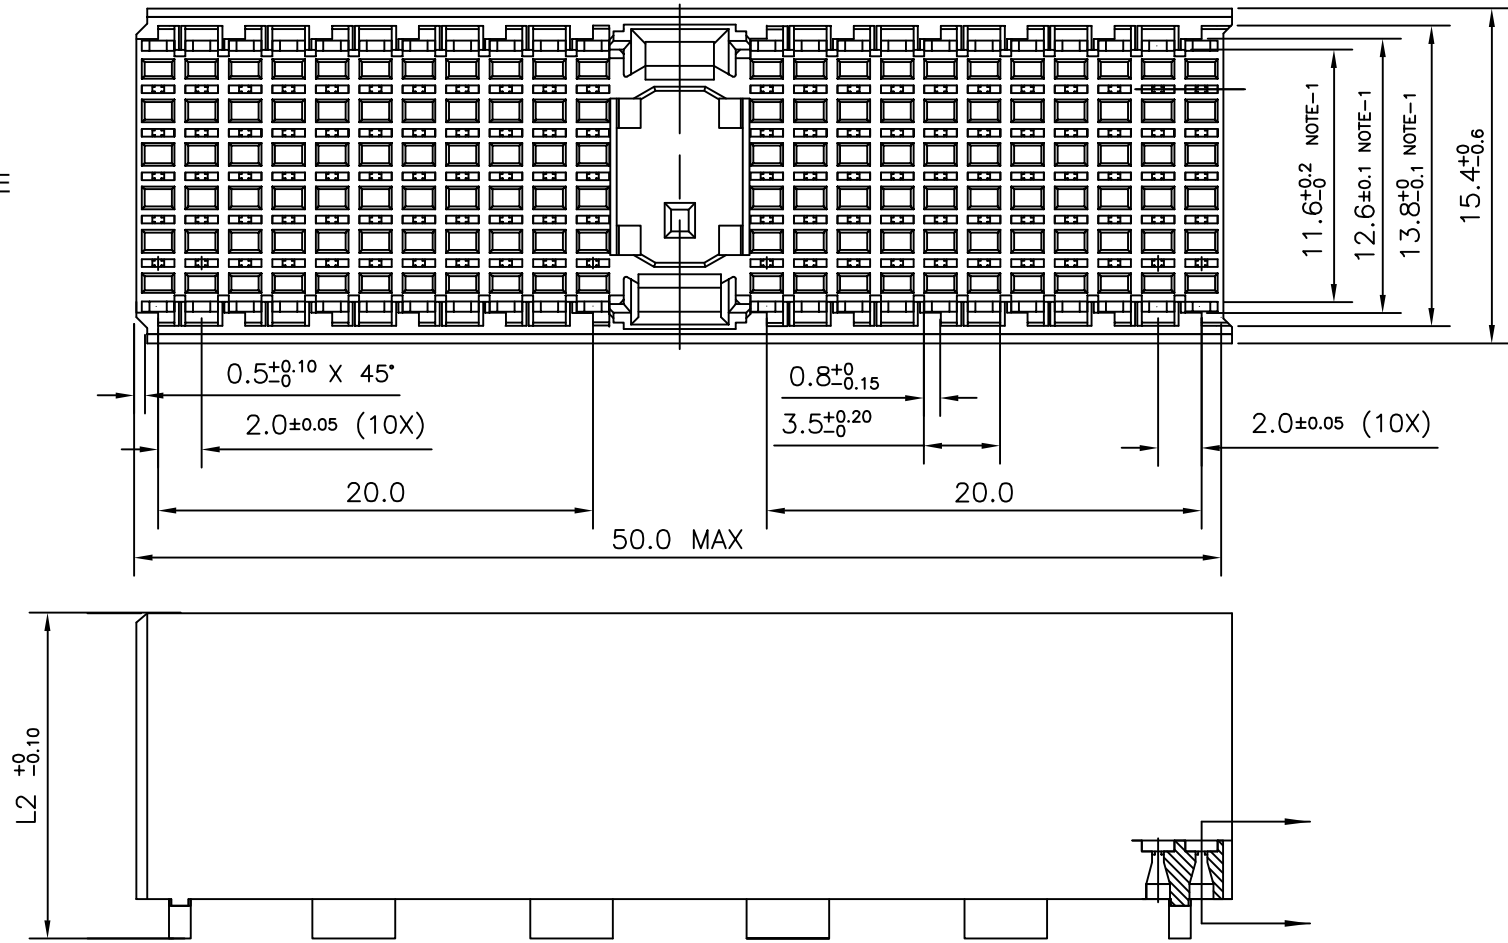 11.6+0.2 -0 NOTE-1
12.6±0.1 NOTE-1
13.8+0 -0.1 NOTE-1
15.4+0 -0.6
0.5+0.10 -0 X 45°
0.8+0 -0.15
2.0±0.05 (10X)
3.5+0.20 -0
2.0±0.05 (10X)
20.0
20.0
50.0 MAX
L2 +0 -0.10